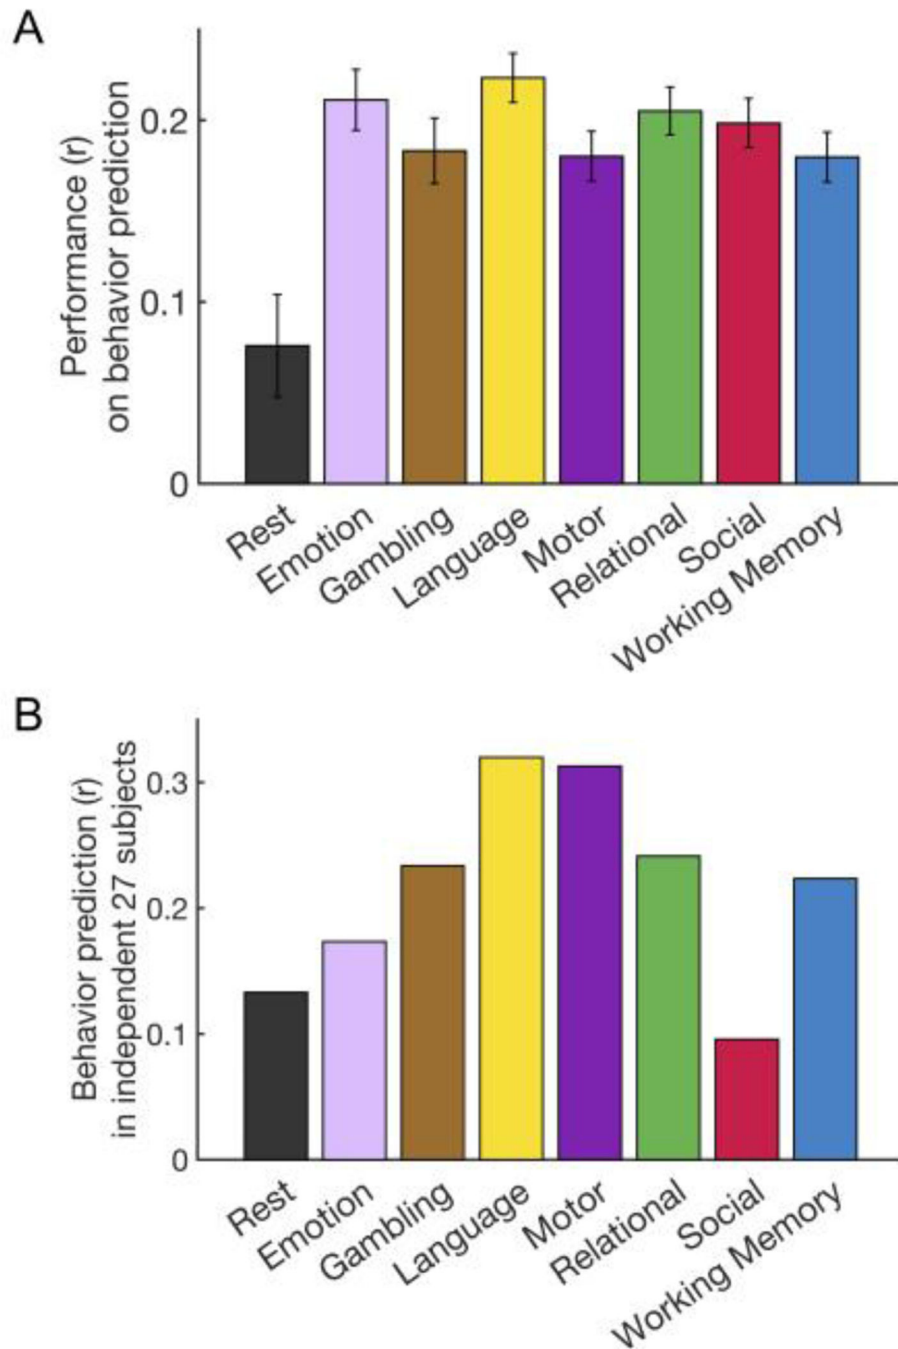 A
Performance (r)
on behavior prediction
0.2
0.1
0
Rest
Emotion
Gambling
Language
Motor
Relational
Social
Working Memory
B
Behavior prediction (r)
in independent 27 subjects
0.3
0.2
0.1
0
Rest
Emotion
Gambling
Language
Motor
Relational
Social
Working Memory